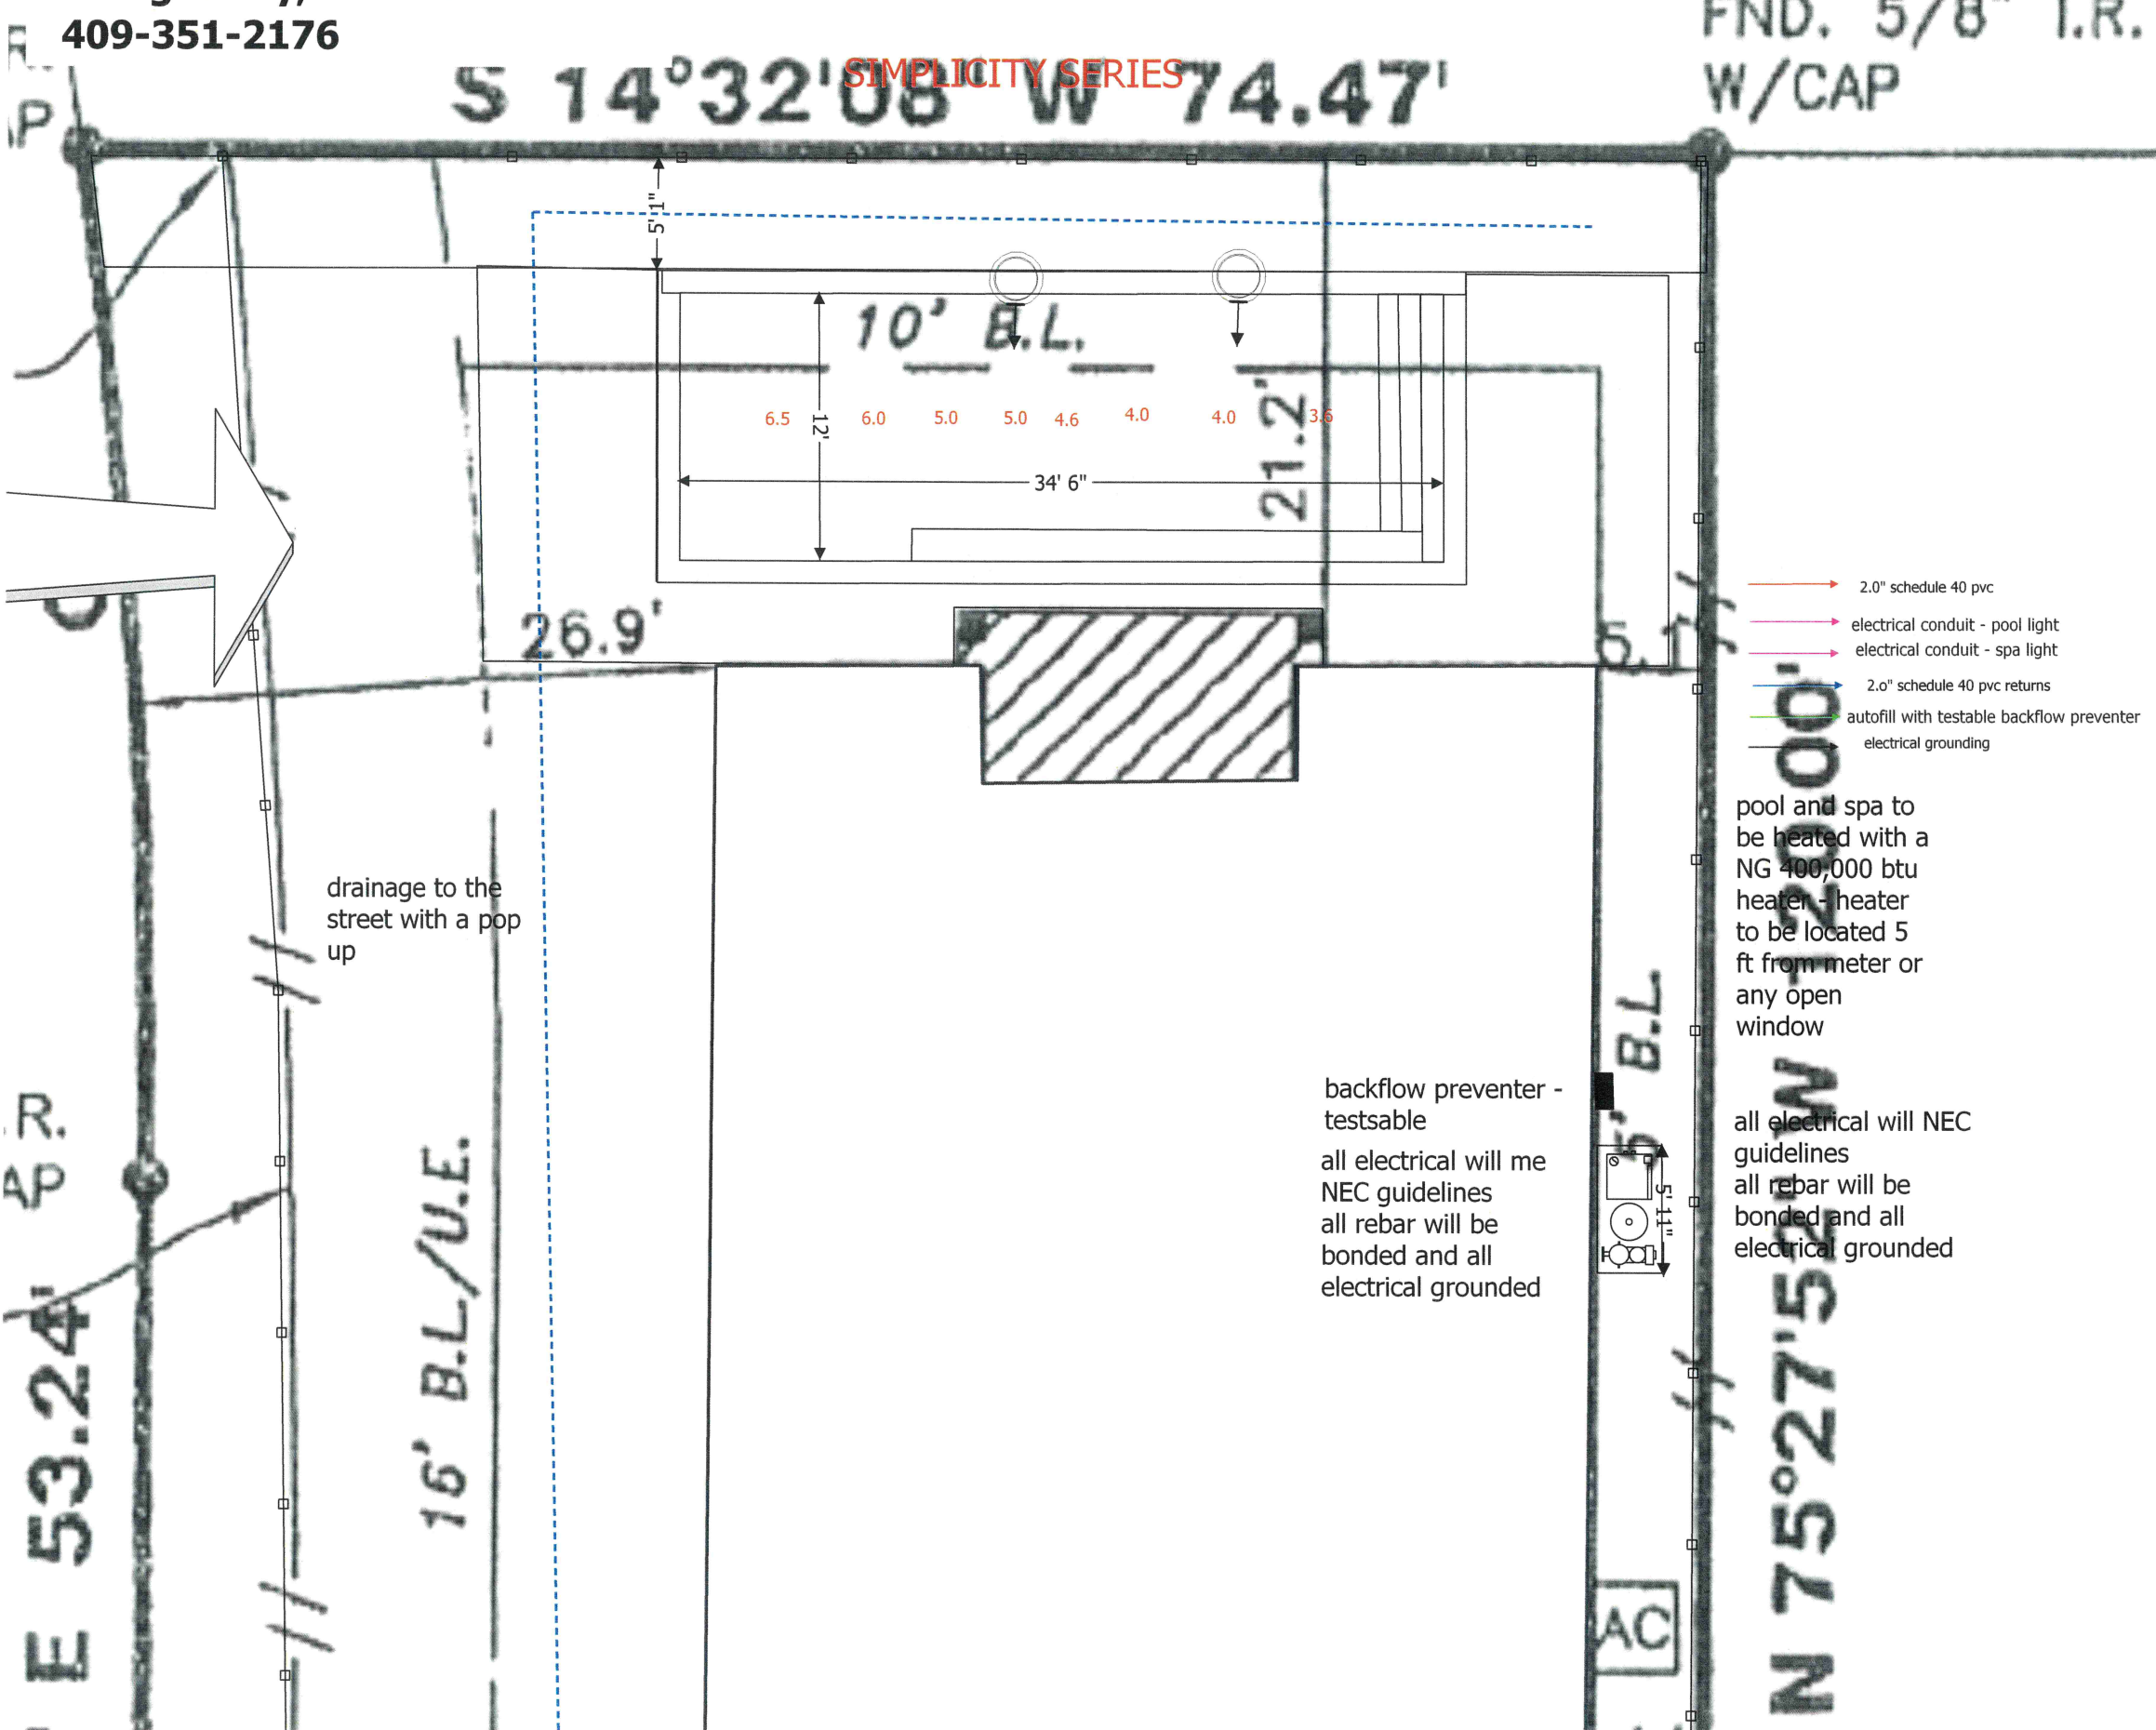 409-351-2176
SIMPLICITY SERIES
S 14°32'08" W 74.47'
FND. 5/8" I.R.
W/CAP
5' 1"
10' B.L.
6.5 6.0 5.0 5.0 4.6 4.0 4.0 3.6
12'
34' 6"
21.2'
26.9'
2.0" schedule 40 pvc
electrical conduit - pool light
electrical conduit - spa light
2.o" schedule 40 pvc returns
autofill with testable backflow preventer
electrical grounding
pool and spa to
be heated with a
NG 400,000 btu
heater - heater
to be located 5
ft from meter or
any open
window
drainage to the
street with a pop
up
backflow preventer -
testsable
all electrical will me
NEC guidelines
all rebar will be
bonded and all
electrical grounded
all electrical will NEC
guidelines
all rebar will be
bonded and all
electrical grounded
5' B.L.
5' 11"
16' B.L./U.E.
R.
AP
E 53.24'
N 75°27'52" W 120.00'
AC